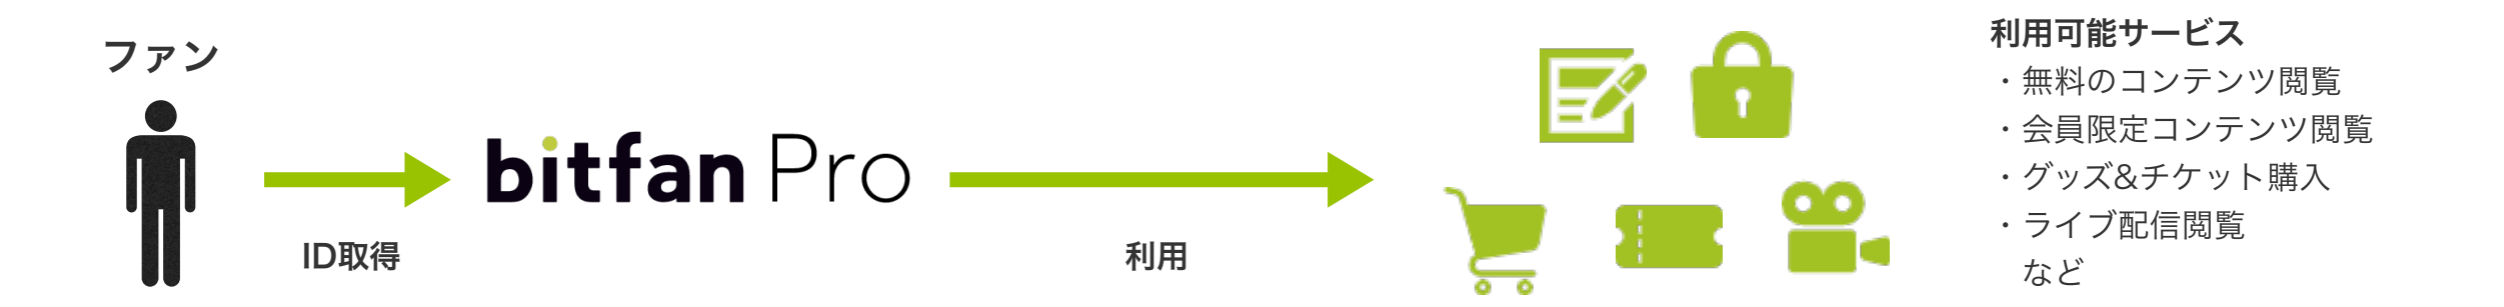 ファン
bitfan Pro
ID取得
利用
利用可能サービス
・無料のコンテンツ閲覧
・会員限定コンテンツ閲覧
・グッズ&チケット購入
・ライブ配信閲覧
など